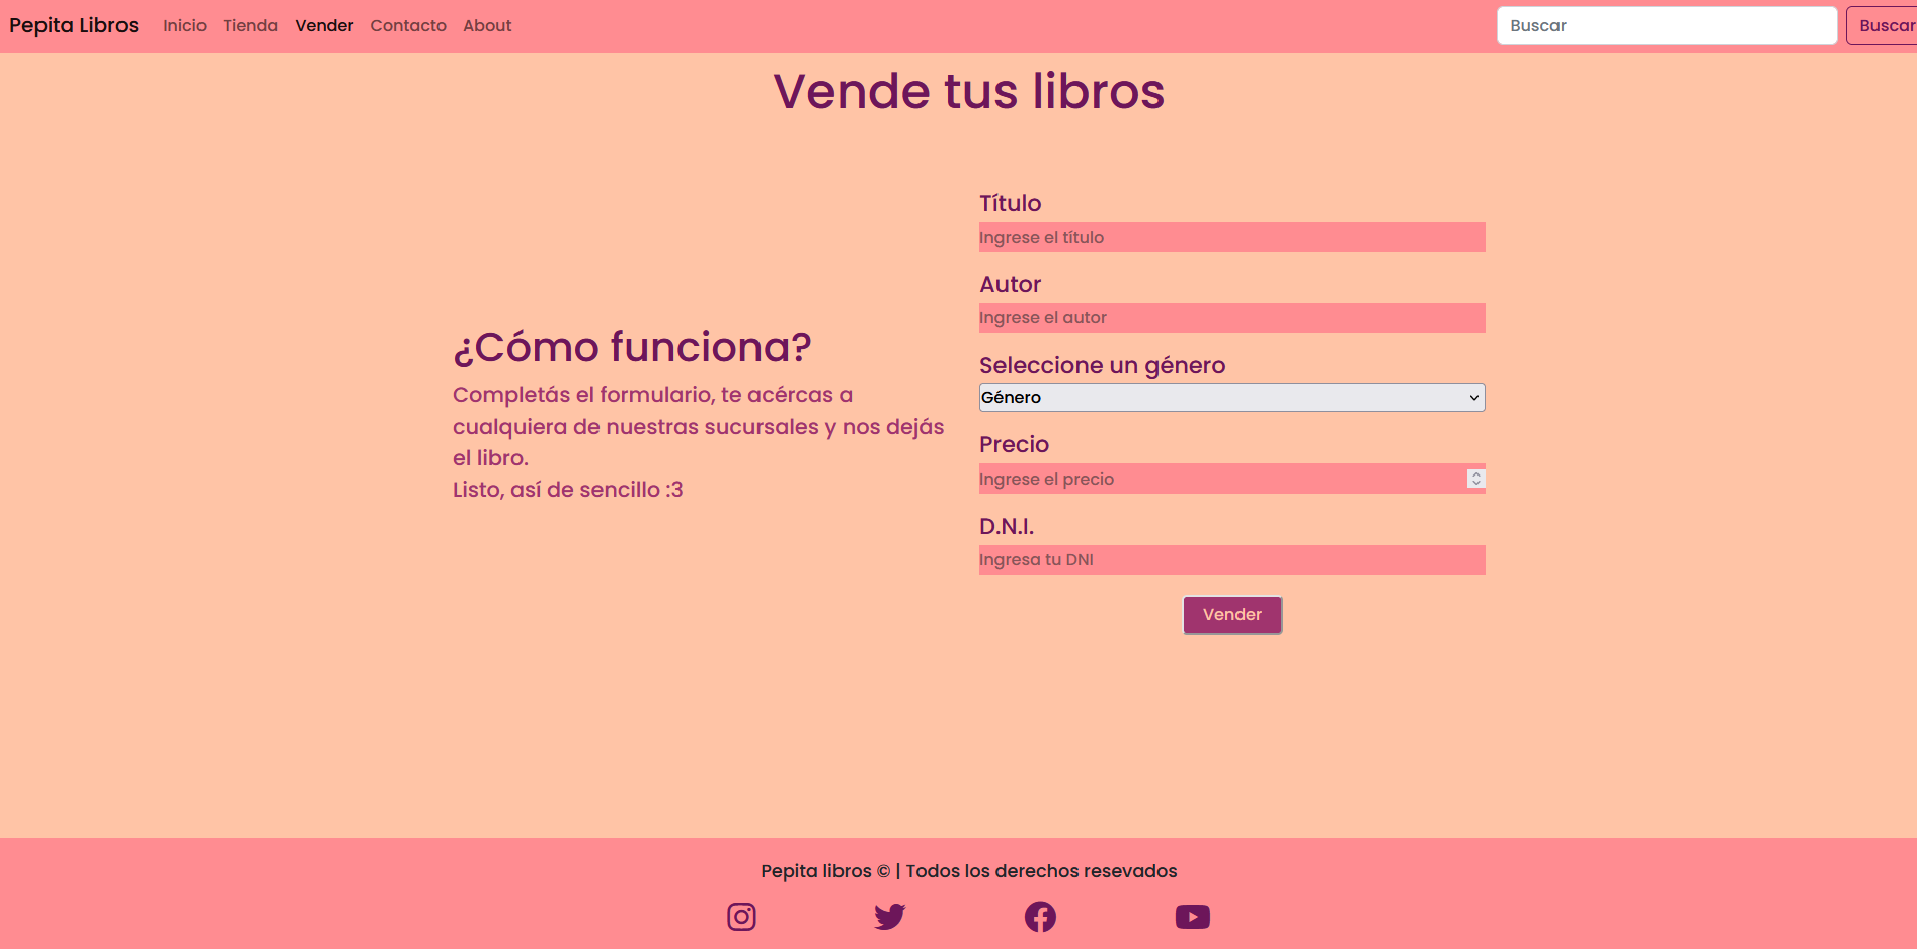 Pepita Libros Inicio Tienda Vender Contacto About Buscar Buscar
Vende tus libros
¿Cómo funciona?
Completás el formulario, te acércas a
cualquiera de nuestras sucursales y nos dejás
el libro.
Listo, así de sencillo :3
Título
Ingrese el título
Autor
Ingrese el autor
Seleccione un género
Género
Precio
Ingrese el precio
D.N.I.
Ingresa tu DNI
Vender
Pepita libros © | Todos los derechos resevados